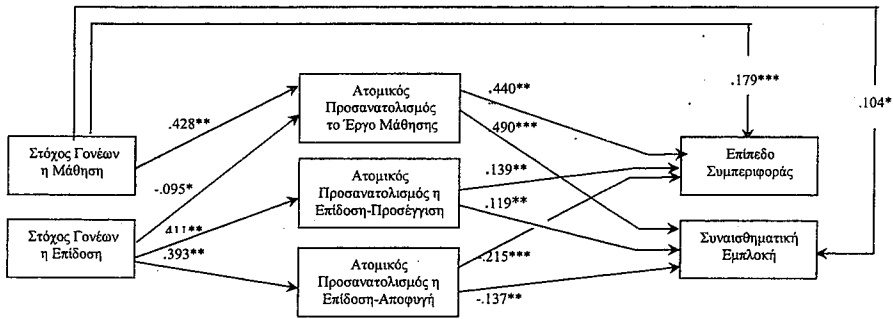 .179***
.104*
Ατομικός
Προσανατολισμός
το Έργο Μάθησης
.440**
.490***
.428**
Στόχος Γονέων
η Μάθηση
Επίπεδο
Συμπεριφοράς
-.095*
Ατομικός
Προσανατολισμός η
Επίδοση-Προσέγγιση
.139**
.119**
Στόχος Γονέων
η Επίδοση
.411**
.393**
Συναισθηματική
Εμπλοκή
Ατομικός
Προσανατολισμός η
Επίδοση-Αποφυγή
-.215***
-.137**